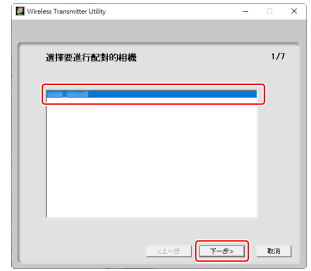 Wireless Transmitter Utility
選擇要進行配對的相機
1/7
<上一步
下一步>
取消